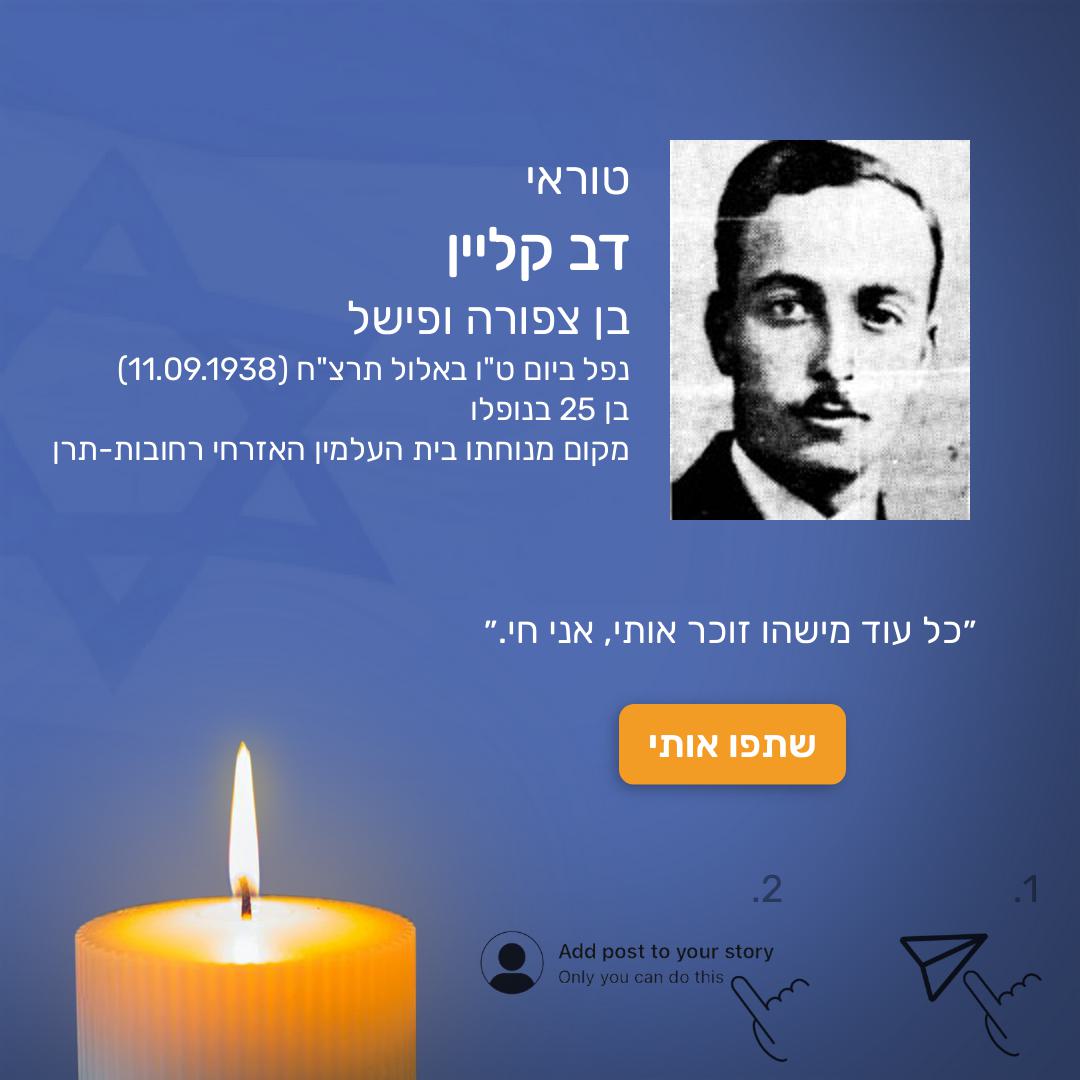 טוראי
דב קליין
בן צפורה ופישל
נפל ביום ט"ו באלול תרצ"ח (11.09.1938)
בן 25 בנופלו
מקום מנוחתו בית העלמין האזרחי רחובות-תרן
״כל עוד מישהו זוכר אותי, אני חי.״
שתפו אותי
.1
.2
Add post to your story
Only you can do this